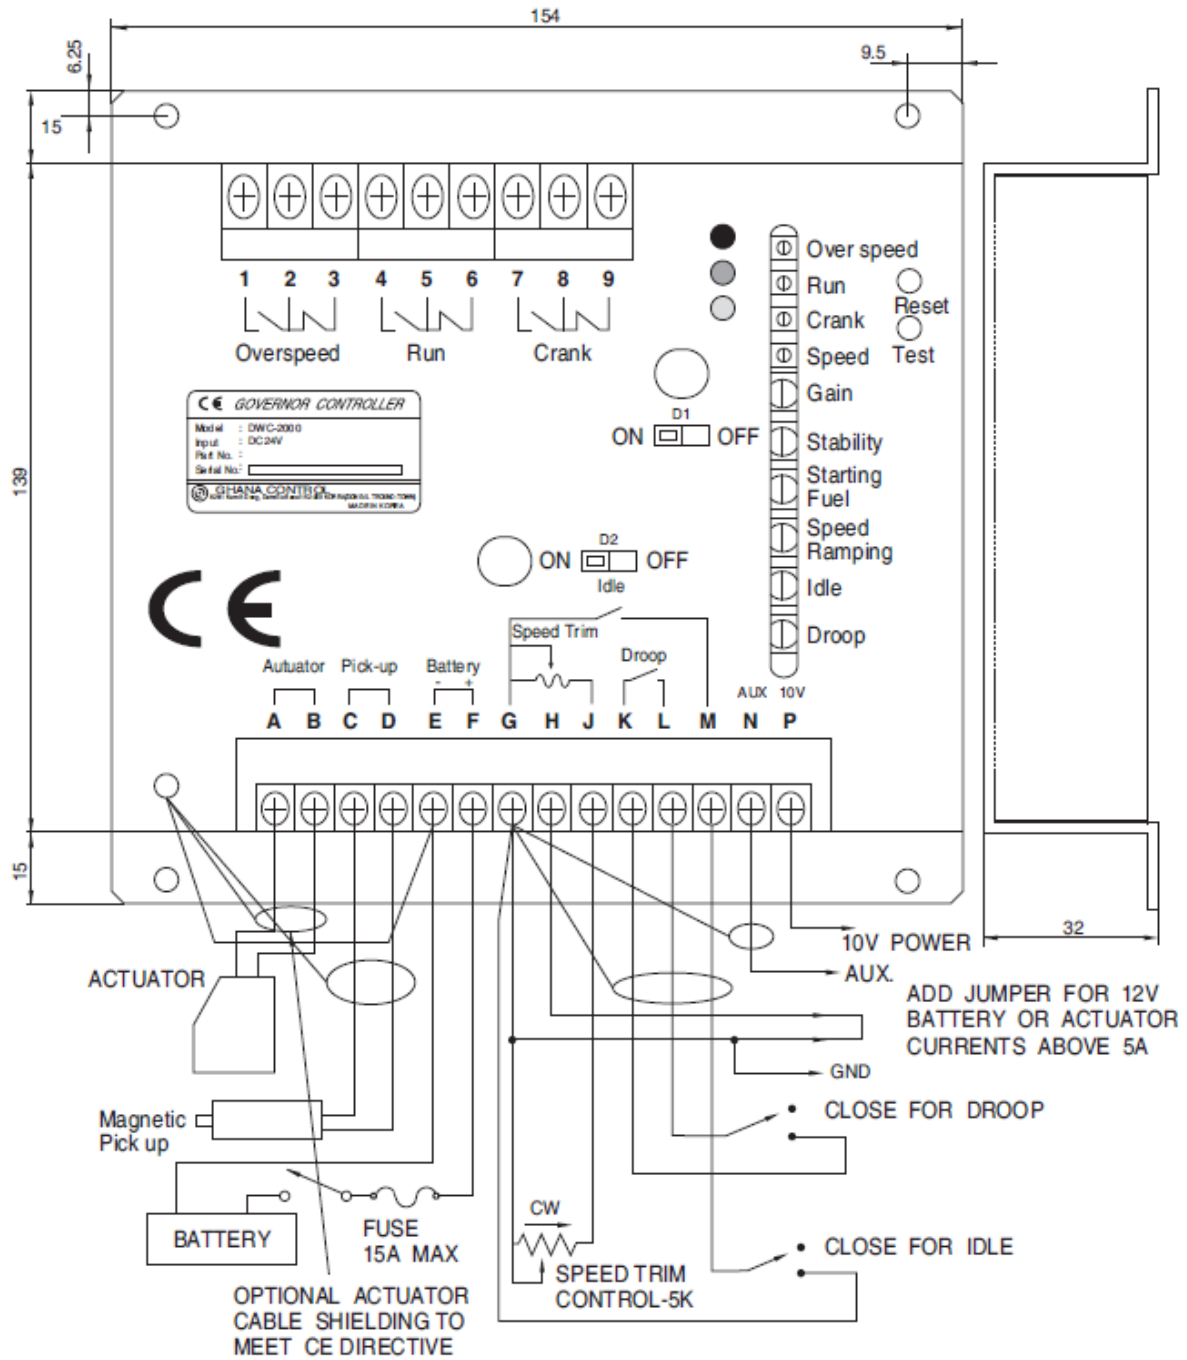 154
6.25
9.5
15
139
15
32
1 2 3 4 5 6 7 8 9
Overspeed Run Crank
Over speed
Run
Reset
Crank
Speed
Test
Gain
Stability
Starting
Fuel
Speed
Ramping
Idle
Droop
D1
ON OFF
CE GOVERNOR CONTROLLER
Model : DWC-2000
Input : DC24V
Part No. :
Serial No.:
GHANA CONTROL
MADE IN KOREA
D2
ON OFF
Idle
CE
Speed Trim
Droop
Autuator Pick-up Battery
- +
AUX 10V
A B C D E F G H J K L M N P
10V POWER
AUX.
ACTUATOR
ADD JUMPER FOR 12V
BATTERY OR ACTUATOR
CURRENTS ABOVE 5A
GND
CLOSE FOR DROOP
Magnetic
Pick up
BATTERY
FUSE
15A MAX
CW
SPEED TRIM
CONTROL-5K
CLOSE FOR IDLE
OPTIONAL ACTUATOR
CABLE SHIELDING TO
MEET CE DIRECTIVE